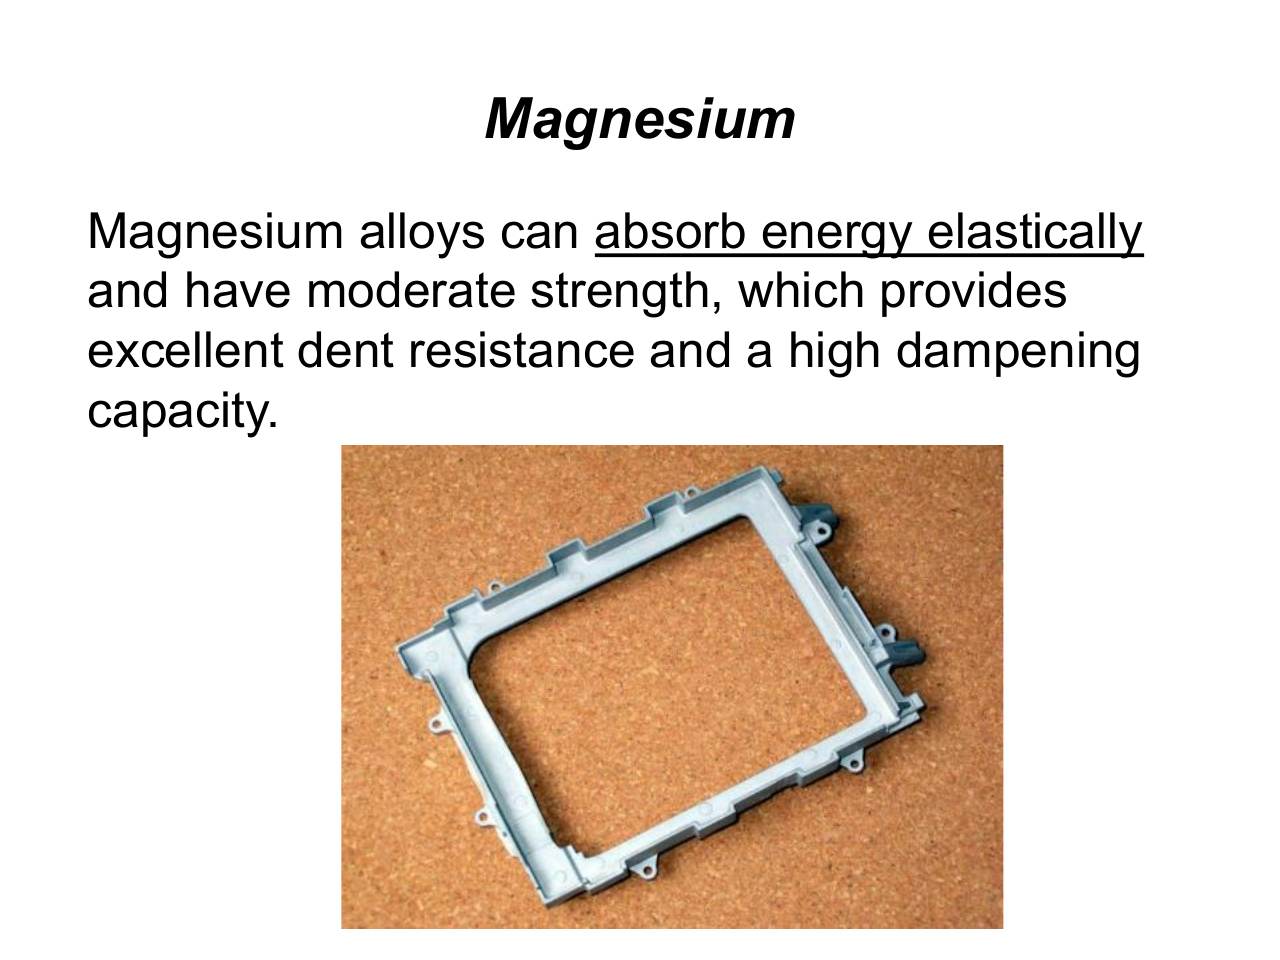 Magnesium
Magnesium alloys can absorb energy elastically
and have moderate strength, which provides
excellent dent resistance and a high dampening
capacity.